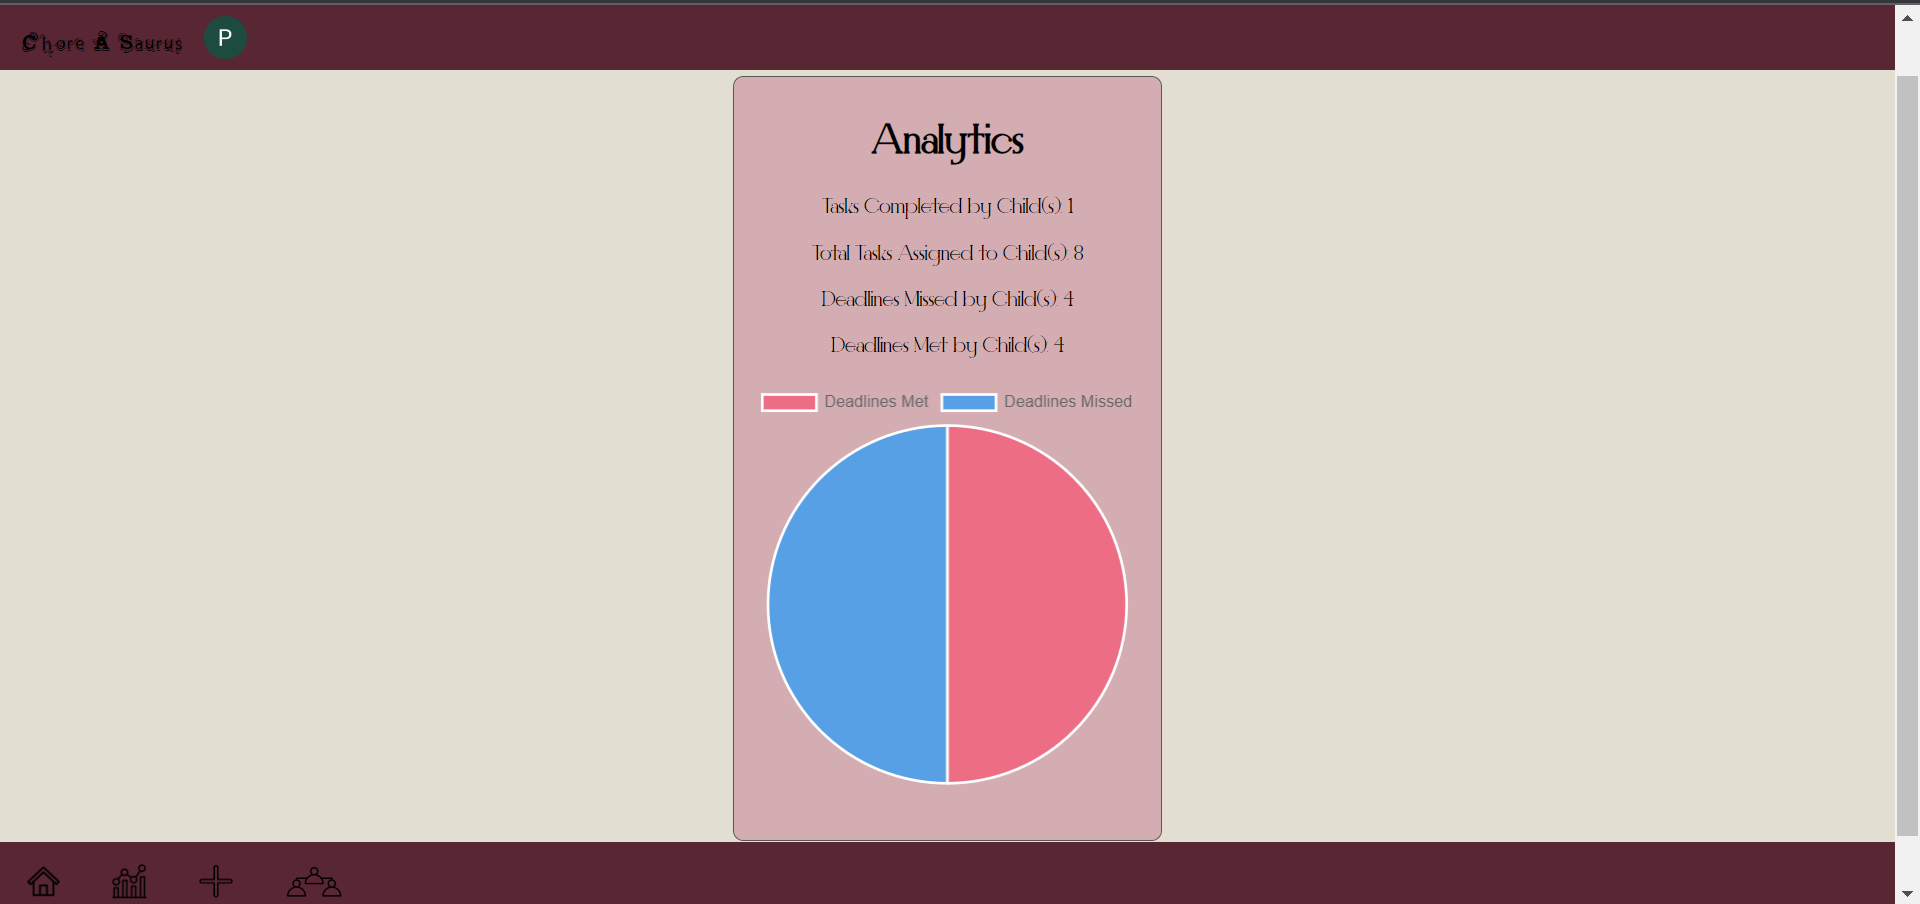 Chore A Saurus P
Analytics
Tasks Completed by Child(s): 1
Total Tasks Assigned to Child(s): 8
Deadlines Missed by Child(s): 4
Deadlines Met by Child(s): 4
Deadlines Met Deadlines Missed